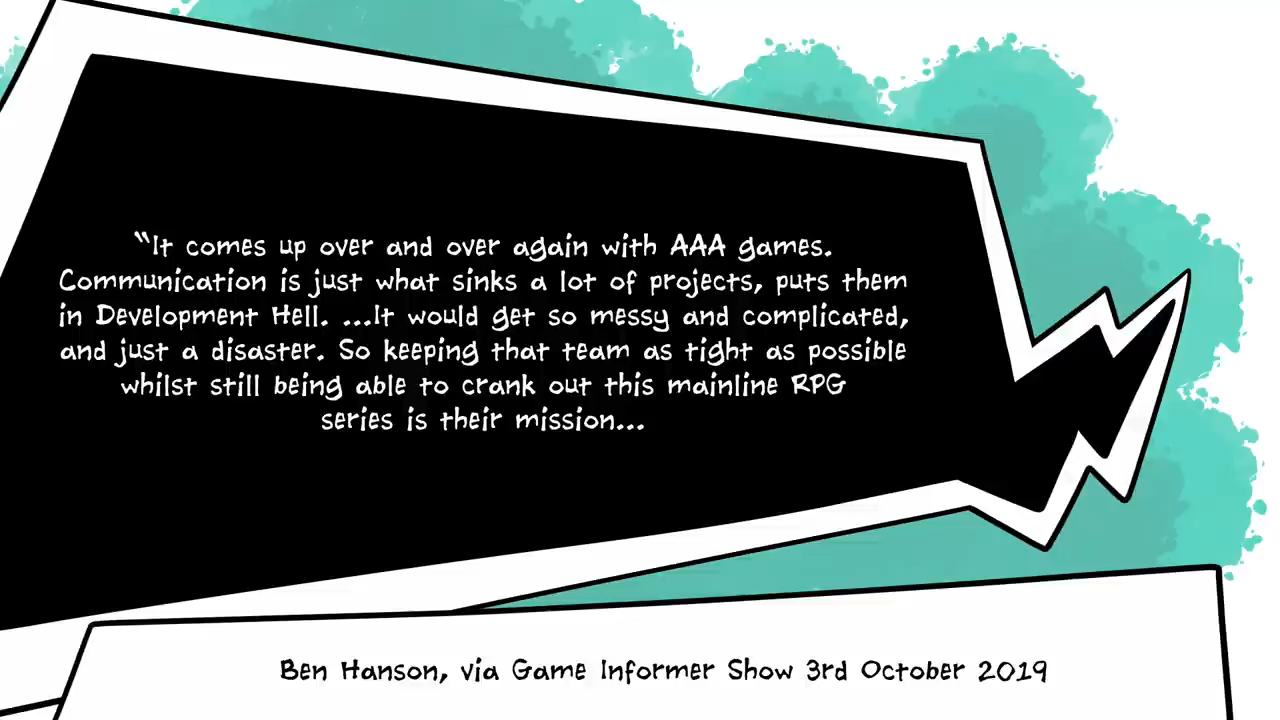 “It comes up over and over again with AAA games.
Communication is just what sinks a lot of projects, puts them
in Development Hell. ...It would get so messy and complicated,
and just a disaster. So keeping that team as tight as possible
whilst still being able to crank out this mainline RPG
series is their mission...
Ben Hanson, via Game Informer Show 3rd October 2019